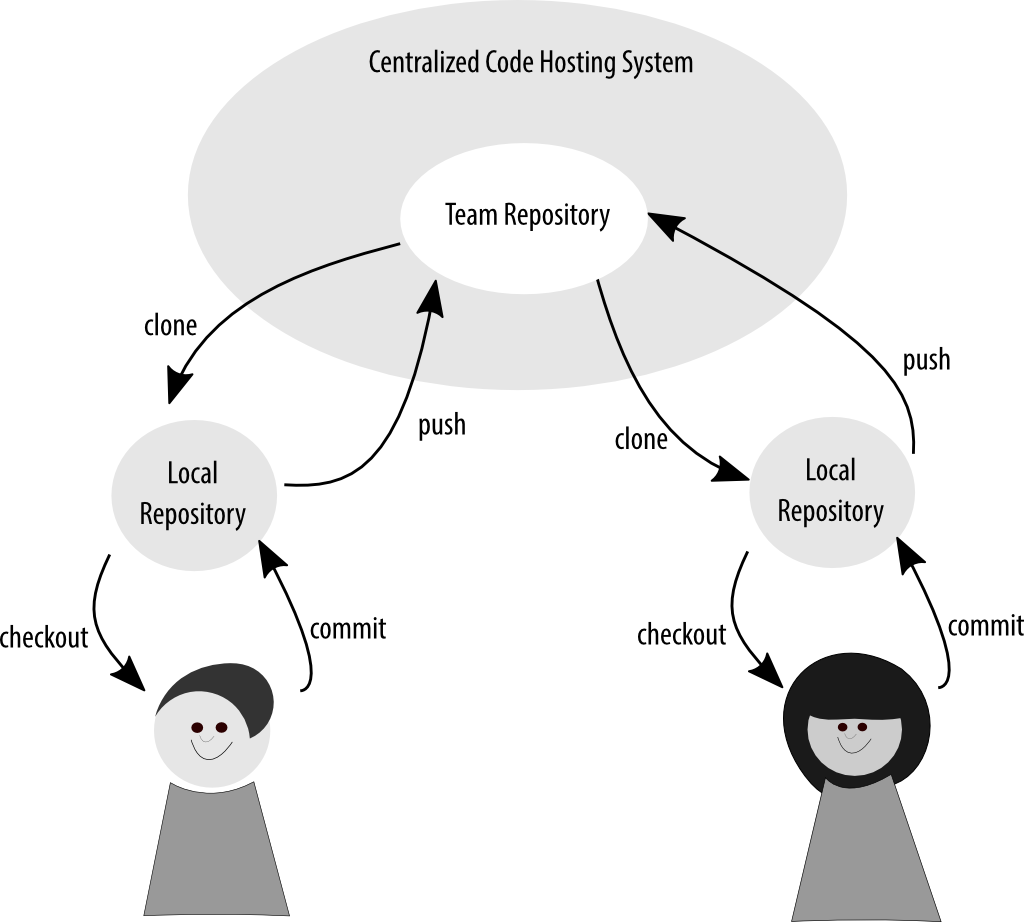 Centralized Code Hosting System
Team Repository
clone
push
push
clone
Local
Repository
Local
Repository
checkout
commit
checkout
commit